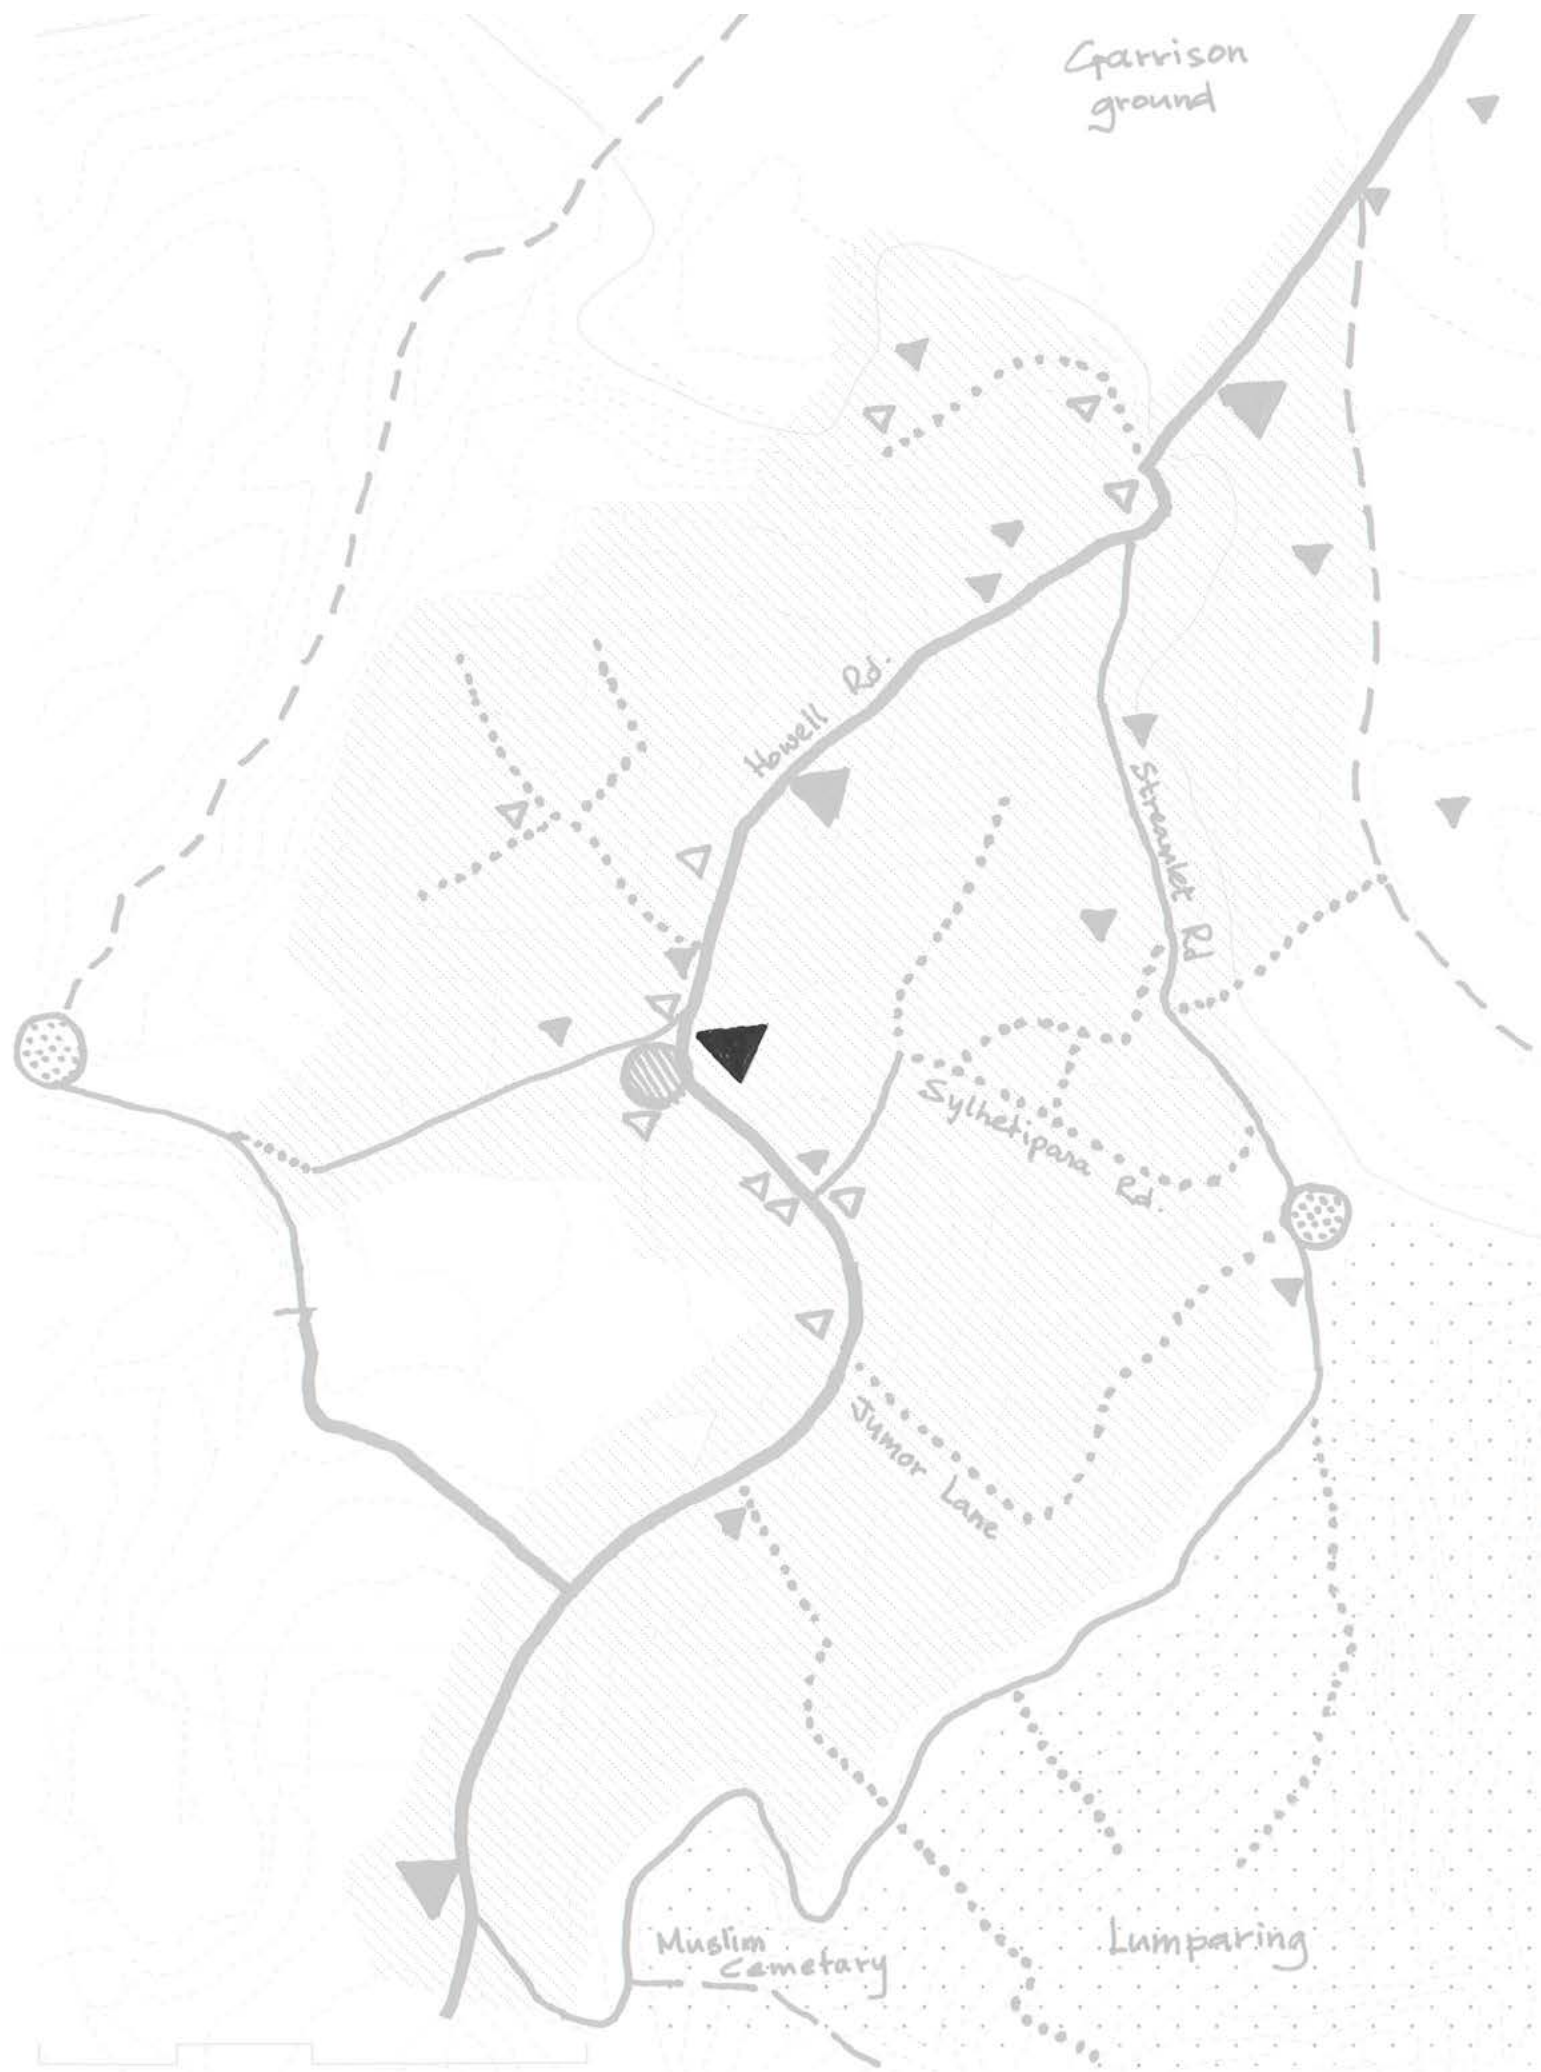 Garrison
ground
Howell Rd.
Streamlet Rd
Sylhetipara Rd.
Jumor Lane
Muslim
Cemetary
Lumparing